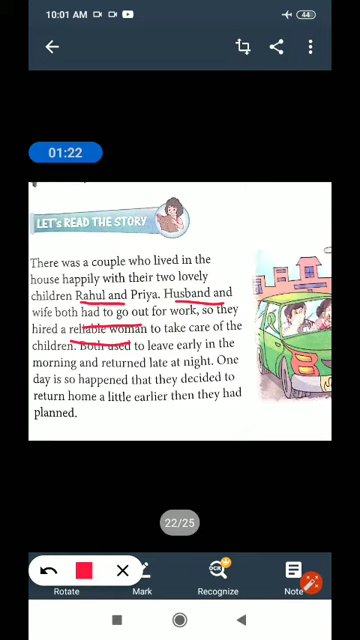 10:01 AM
44
01:22
LET'S READ THE STORY
There was a couple who lived in the
house happily with their two lovely
children Rahul and Priya. Husband and
wife both had to go out for work, so they
hired a reliable woman to take care of the
children. Both used to leave early in the
morning and returned late at night. One
day is so happened that they decided to
return home a little earlier then they had
planned.
22/25
OCR
Rotate
Mark
Recognize
Note